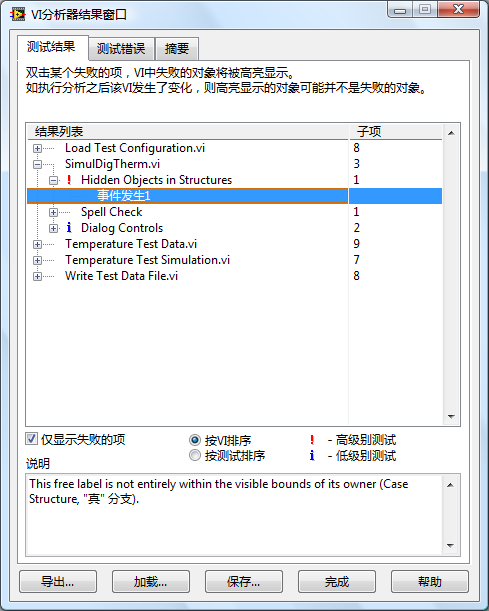 VI分析器结果窗口
测试结果 测试错误 摘要
双击某个失败的项，VI中失败的对象将被高亮显示。
如执行分析之后该VI发生了变化，则高亮显示的对象可能并不是失败的对象。
结果列表 子项
Load Test Configuration.vi 8
SimulDigTherm.vi 3
! Hidden Objects in Structures 1
事件发生1
Spell Check 1
i Dialog Controls 2
Temperature Test Data.vi 9
Temperature Test Simulation.vi 7
Write Test Data File.vi 8
仅显示失败的项 按VI排序 ! - 高级别测试
按测试排序 i - 低级别测试
说明
This free label is not entirely within the visible bounds of its owner (Case
Structure, "真" 分支).
导出... 加载... 保存... 完成 帮助